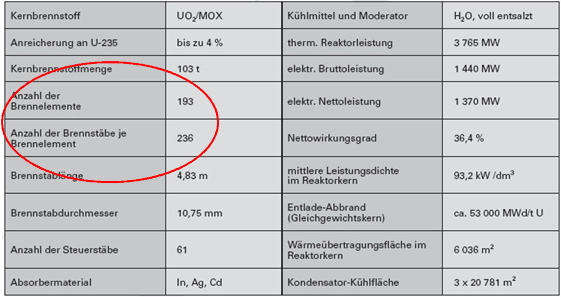 Kernbrennstoff UO₂/MOX Kühlmittel und Moderator H₂O, voll entsalzt
Anreicherung an U-235 bis zu 4 % therm. Reaktorleistung 3 765 MW
Kernbrennstoffmenge 103 t elektr. Bruttoleistung 1 440 MW
Anzahl der
Brennelemente 193 elektr. Nettoleistung 1 370 MW
Anzahl der Brennstäbe je
Brennelement 236 Nettowirkungsgrad 36,4 %
Brennstablänge 4,83 m mittlere Leistungsdichte
im Reaktorkern 93,2 kW /dm³
Brennstabdurchmesser 10,75 mm Entlade-Abbrand
(Gleichgewichtskern) ca. 53 000 MWd/t U
Anzahl der Steuerstäbe 61 Wärmeübertragungsfläche im
Reaktorkern 6 036 m²
Absorbermaterial In, Ag, Cd Kondensator-Kühlfläche 3 x 20 781 m²